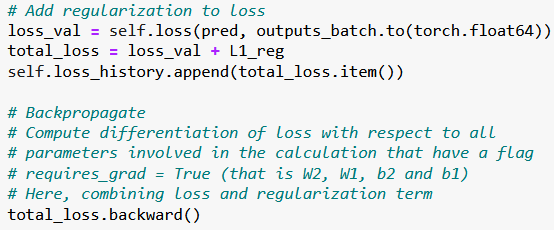 # Add regularization to loss
loss_val = self.loss(pred, outputs_batch.to(torch.float64))
total_loss = loss_val + L1_reg
self.loss_history.append(total_loss.item())
# Backpropagate
# Compute differentiation of loss with respect to all
# parameters involved in the calculation that have a flag
# requires_grad = True (that is W2, W1, b2 and b1)
# Here, combining loss and regularization term
total_loss.backward()